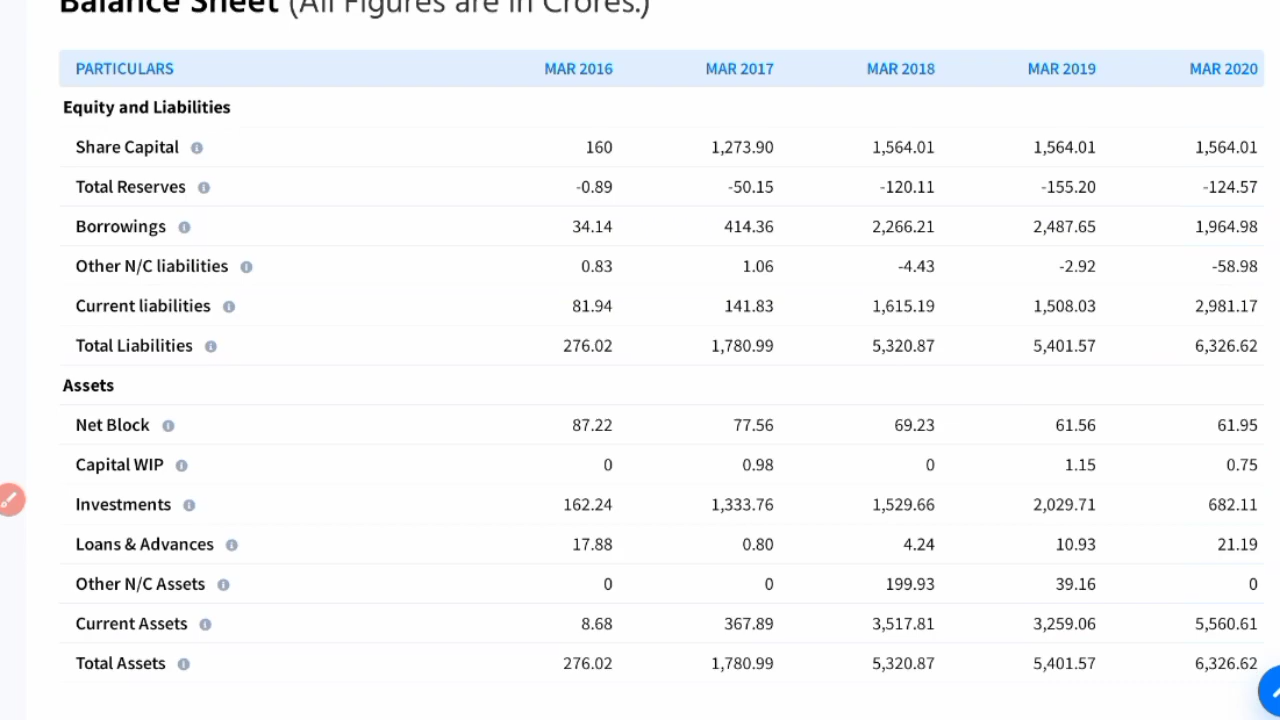 Balance Sheet (All Figures are in Crores.)
PARTICULARS MAR 2016 MAR 2017 MAR 2018 MAR 2019 MAR 2020
Equity and Liabilities
Share Capital 160 1,273.90 1,564.01 1,564.01 1,564.01
Total Reserves -0.89 -50.15 -120.11 -155.20 -124.57
Borrowings 34.14 414.36 2,266.21 2,487.65 1,964.98
Other N/C liabilities 0.83 1.06 -4.43 -2.92 -58.98
Current liabilities 81.94 141.83 1,615.19 1,508.03 2,981.17
Total Liabilities 276.02 1,780.99 5,320.87 5,401.57 6,326.62
Assets
Net Block 87.22 77.56 69.23 61.56 61.95
Capital WIP 0 0.98 0 1.15 0.75
Investments 162.24 1,333.76 1,529.66 2,029.71 682.11
Loans & Advances 17.88 0.80 4.24 10.93 21.19
Other N/C Assets 0 0 199.93 39.16 0
Current Assets 8.68 367.89 3,517.81 3,259.06 5,560.61
Total Assets 276.02 1,780.99 5,320.87 5,401.57 6,326.62